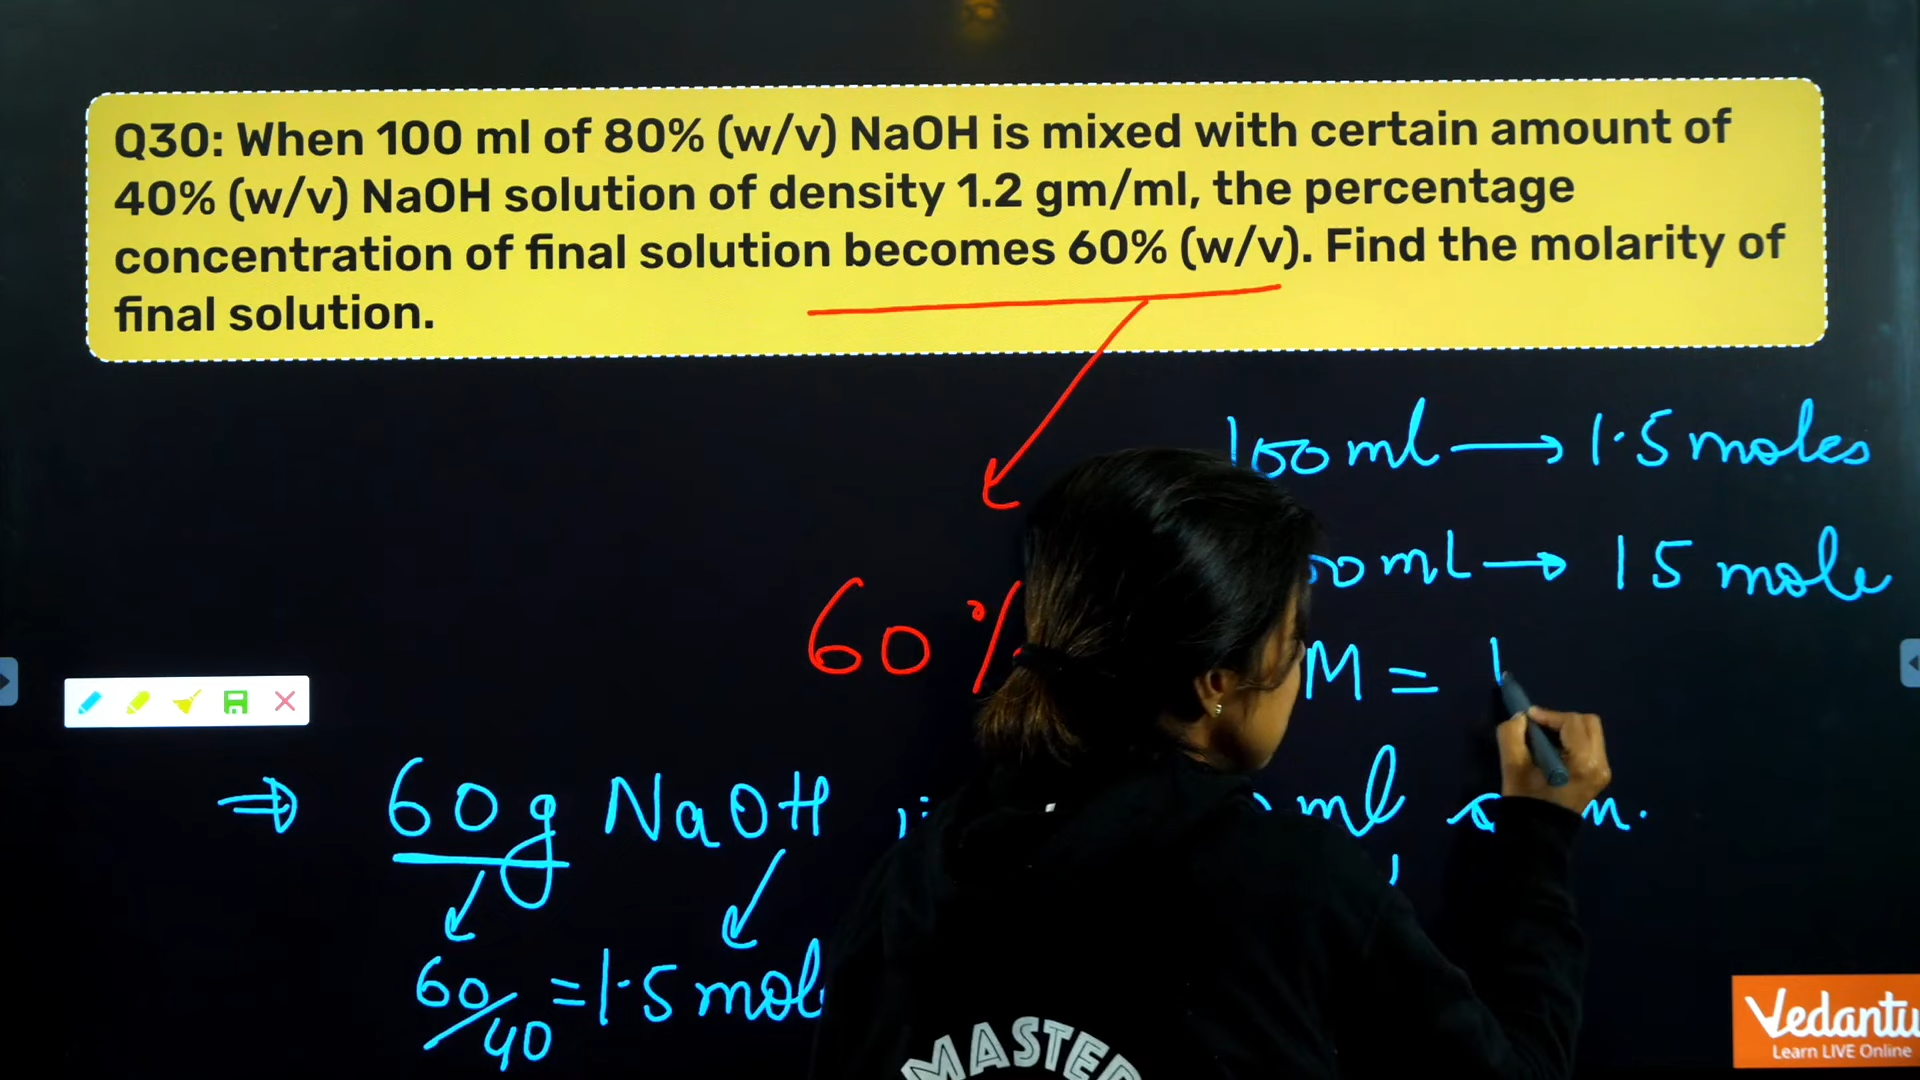 Q30: When 100 ml of 80% (w/v) NaOH is mixed with certain amount of
40% (w/v) NaOH solution of density 1.2 gm/ml, the percentage
concentration of final solution becomes 60% (w/v). Find the molarity of
final solution.
100 ml → 1.5 moles
ml → 15 mole
60%
M =
⇒ 60g NaOH ml
60/40 = 1.5 mol
MASTER
Vedantu
Learn LIVE Online